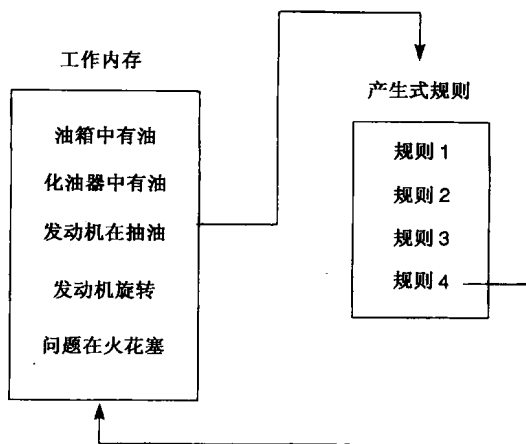 工作内存
油箱中有油
化油器中有油
发动机在抽油
发动机旋转
问题在火花塞
产生式规则
规则 1
规则 2
规则 3
规则 4